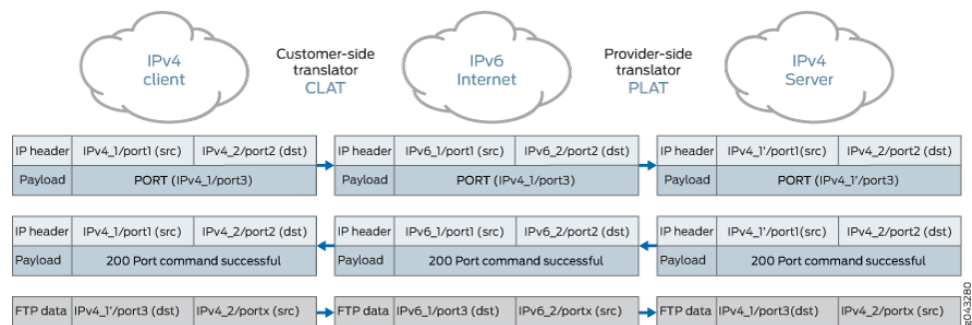 IPv4
client
Customer-side
translator
CLAT
IPv6
Internet
Provider-side
translator
PLAT
IPv4
Server
IP header IPv4_1/port1 (src) IPv4_2/port2 (dst) IP header IPv6_1/port1 (src) IPv6_2/port2 (dst) IP header IPv4_1'/port1(src) IPv4_2/port2 (dst)
Payload PORT (IPv4_1/port3) Payload PORT (IPv4_1/port3) Payload PORT (IPv4_1'/port3)
IP header IPv4_1/port1 (src) IPv4_2/port2 (dst) IP header IPv6_1/port1 (src) IPv6_2/port2 (dst) IP header IPv4_1'/port1(src) IPv4_2/port2 (dst)
Payload 200 Port command successful Payload 200 Port command successful Payload 200 Port command successful
FTP data IPv4_1'/port3 (dst) IPv4_2/portx (src) FTP data IPv6_1/port3 (dst) IPv6_2/portx (src) FTP data IPv4_1/port3(dst) IPv4_2/portx (src)
g043280